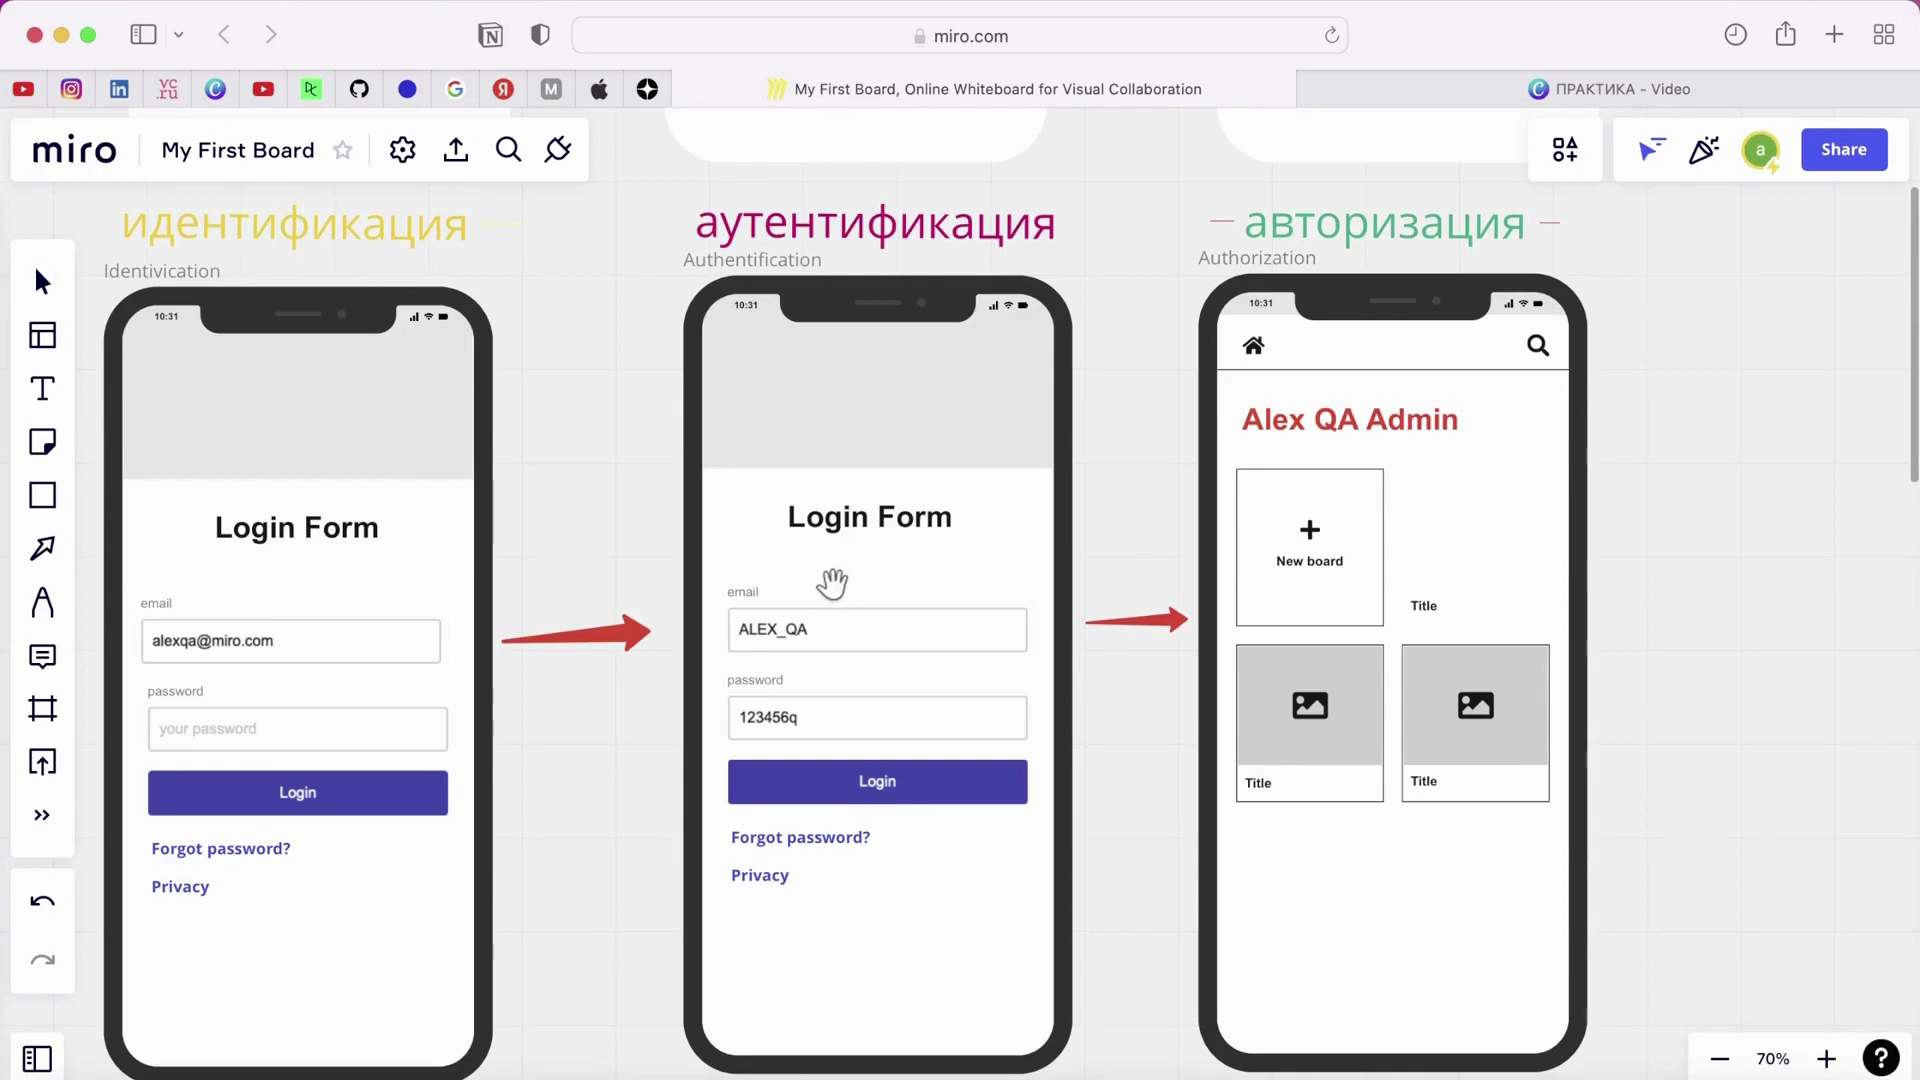 miro.com
vc.ru
My First Board, Online Whiteboard for Visual Collaboration
ПРАКТИКА - Video
miro
My First Board
a
Share
идентификация
Identivication
10:31
Login Form
email
alexqa@miro.com
password
your password
Login
Forgot password?
Privacy
аутентификация
Authentification
10:31
Login Form
email
ALEX_QA
password
123456q
Login
Forgot password?
Privacy
авторизация
Authorization
10:31
Alex QA Admin
New board
Title
Title
Title
70%